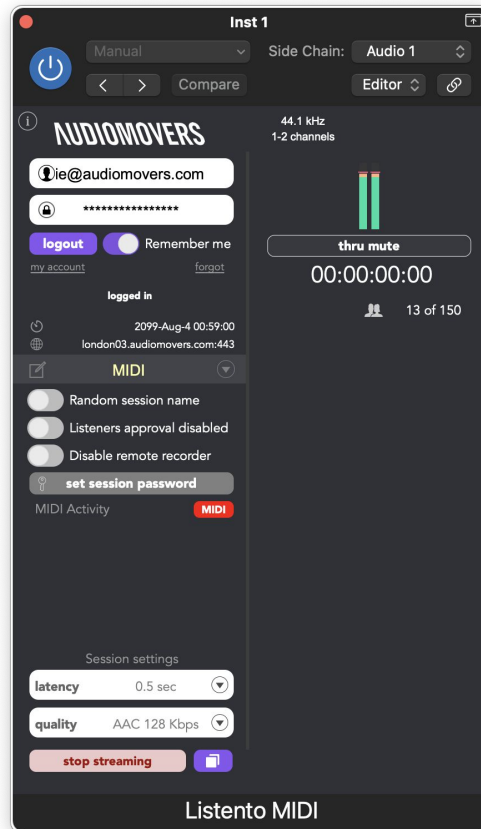 Inst 1
Manual
Side Chain: Audio 1
Compare
Editor
AUDIOMOVERS
44.1 kHz
1-2 channels
ie@audiomovers.com
****************
logout Remember me
my account forgot
logged in
2099-Aug-4 00:59:00
london03.audiomovers.com:443
MIDI
Random session name
Listeners approval disabled
Disable remote recorder
set session password
MIDI Activity MIDI
Session settings
latency 0.5 sec
quality AAC 128 Kbps
stop streaming
thru mute
00:00:00:00
13 of 150
Listento MIDI